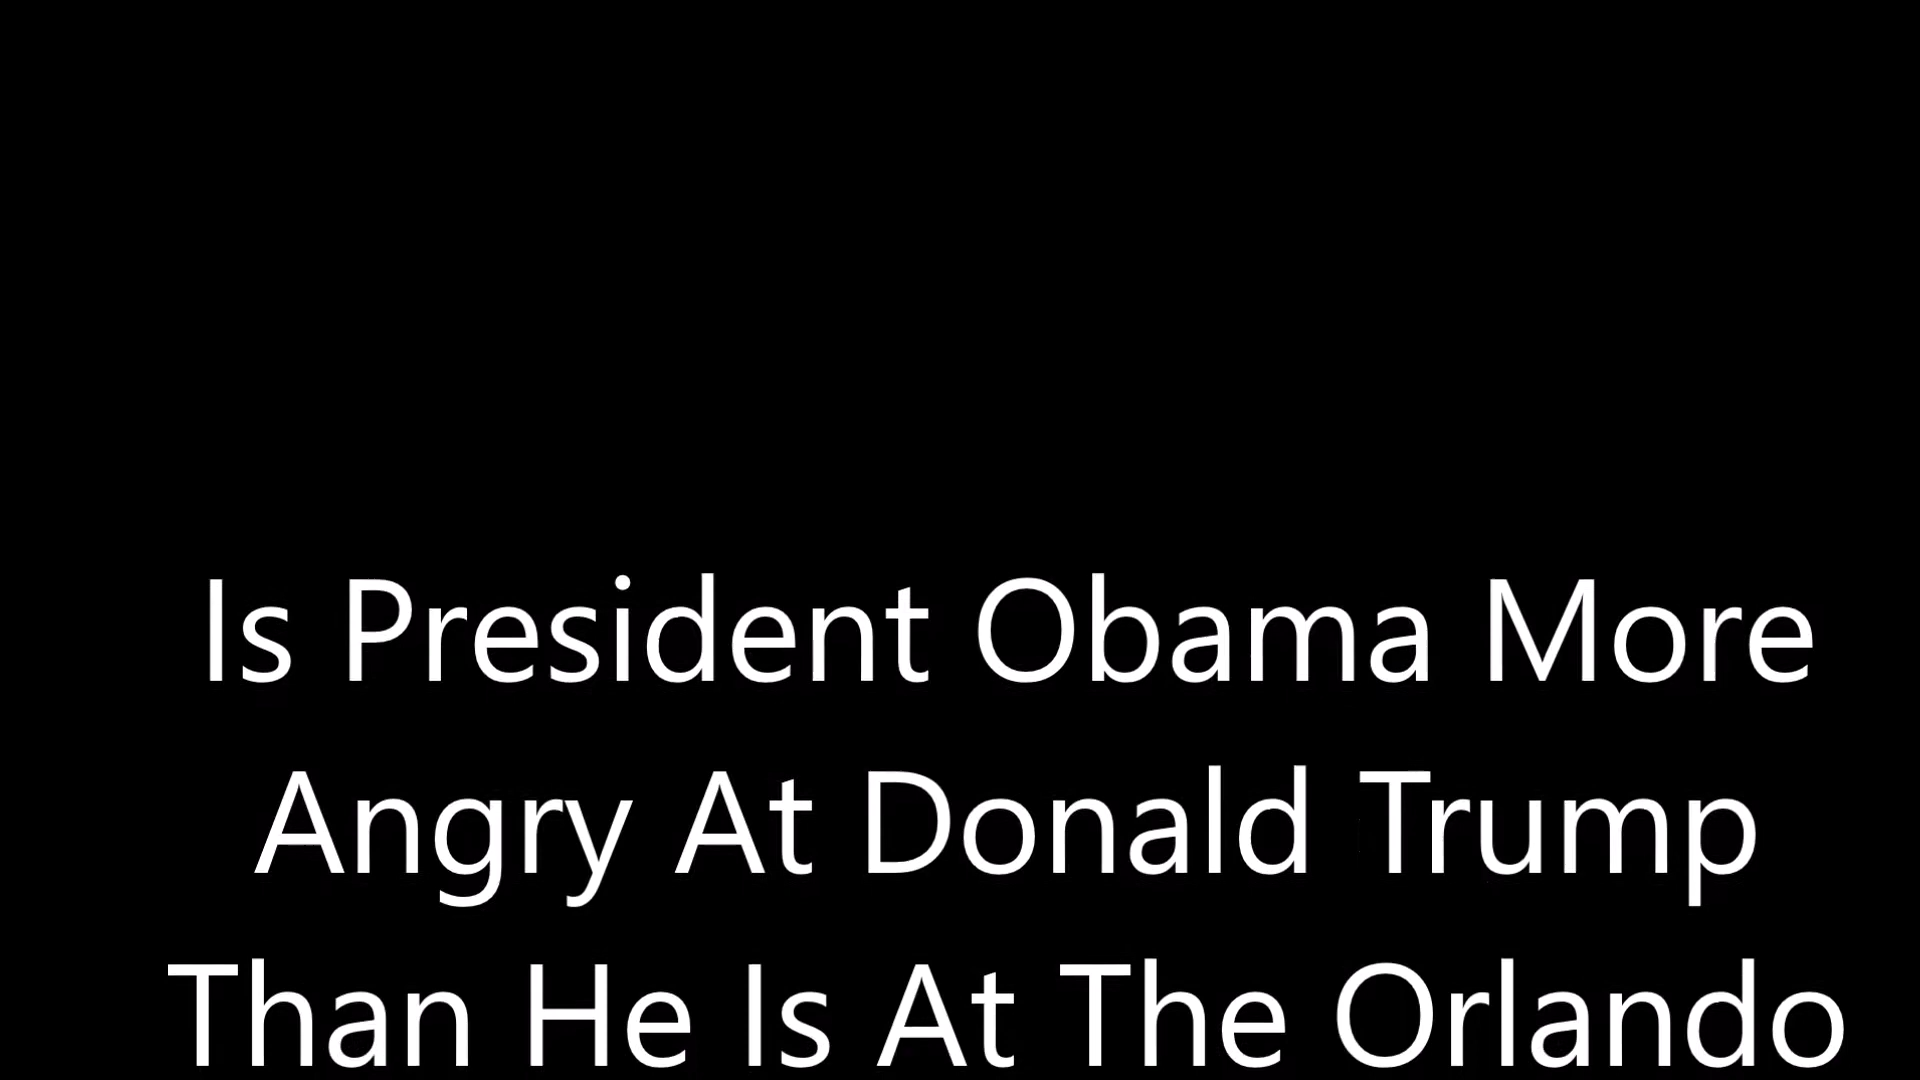 Is President Obama More
Angry At Donald Trump
Than He Is At The Orlando